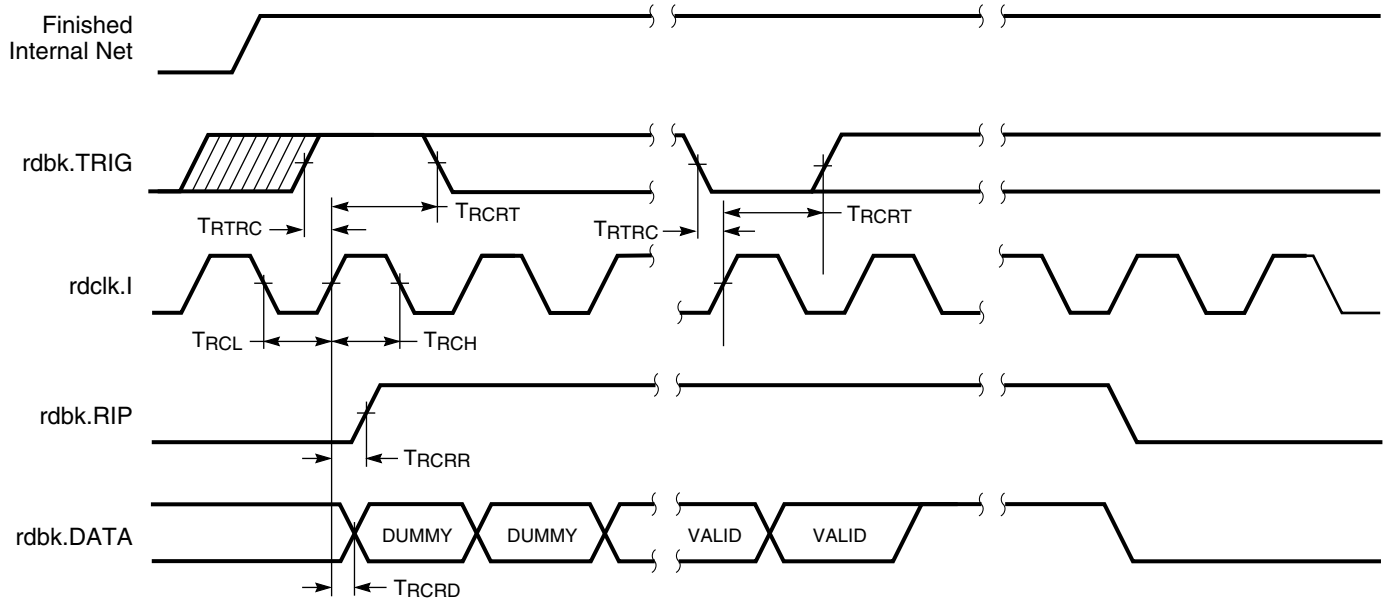 Finished
Internal Net
rdbk.TRIG
TRTRC
TRCRT
TRTRC
TRCRT
rdclk.I
TRCL
TRCH
rdbk.RIP
TRCRR
rdbk.DATA
DUMMY
DUMMY
VALID
VALID
TRCRD